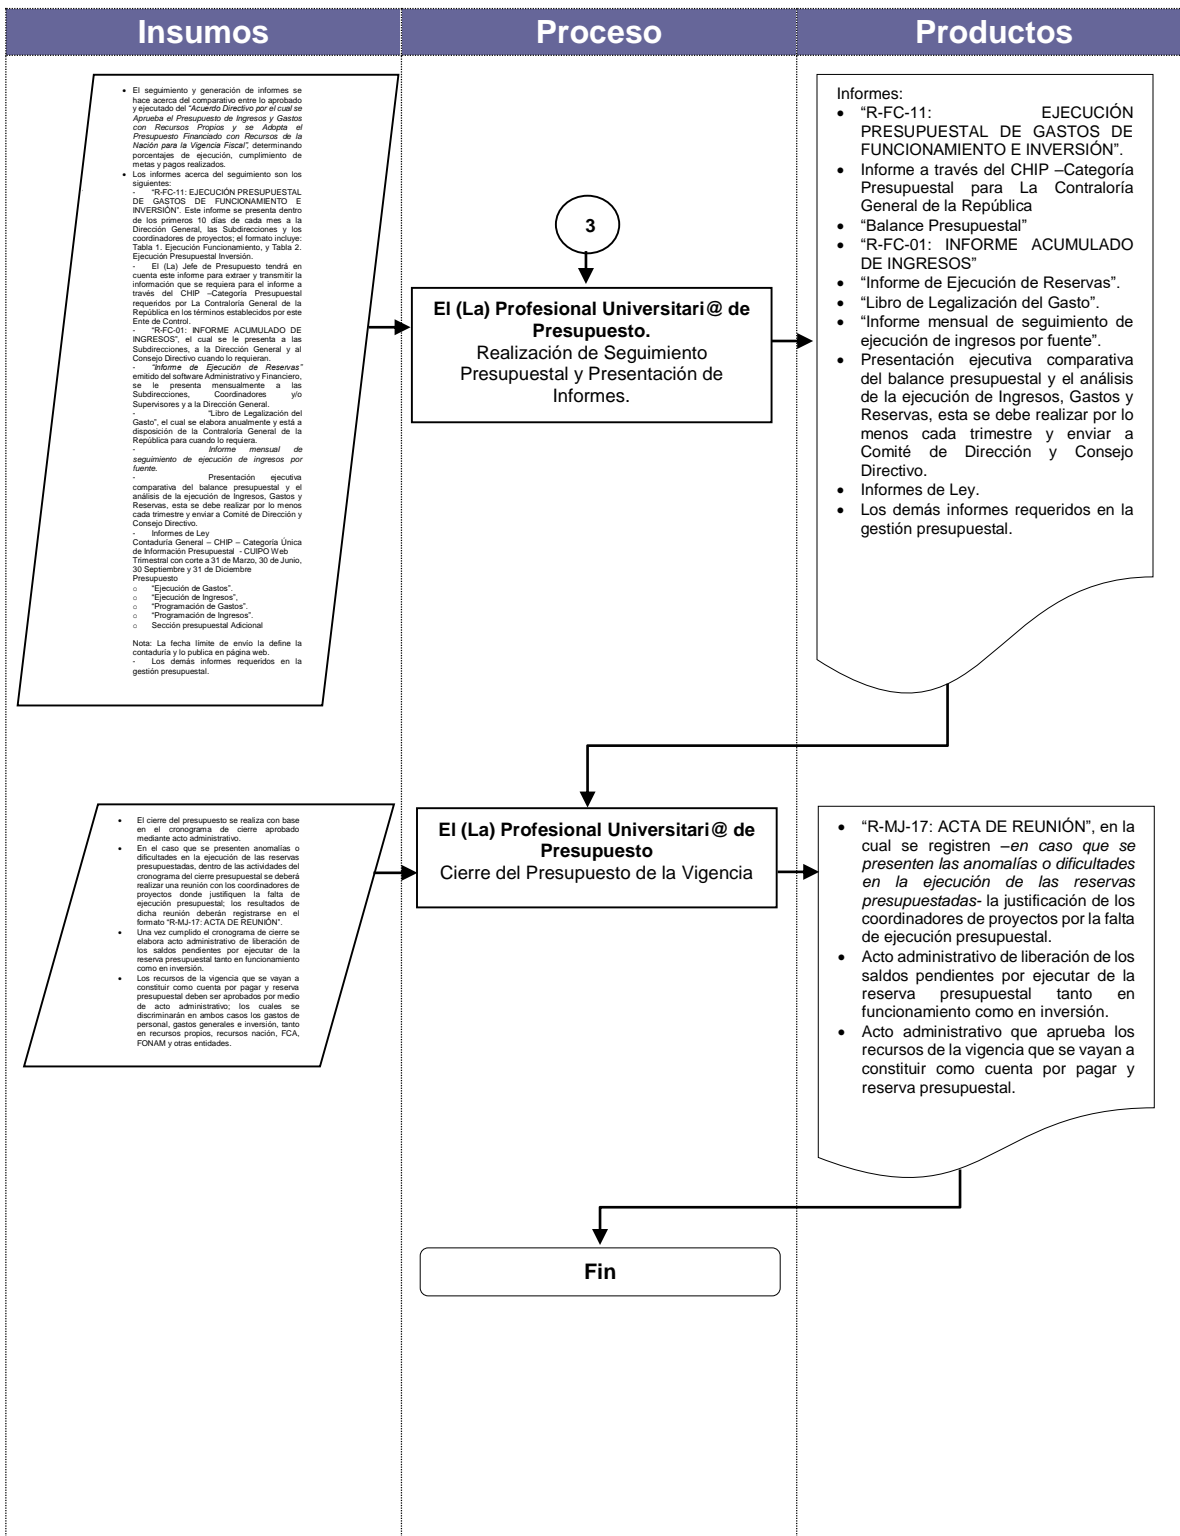 Insumos
Proceso
Productos
• El seguimiento y generación de informes se
hace acerca del comparativo entre lo aprobado
y ejecutado del “Acuerdo Directivo por el cual se
Aprueba el Presupuesto de Ingresos y Gastos
con Recursos Propios y se Adopta el
Presupuesto Financiado con Recursos de la
Nación para la Vigencia Fiscal”, determinando
porcentajes de ejecución, cumplimiento de
metas y pagos realizados.
• Los informes acerca del seguimiento son los
siguientes:
- “R-FC-11: EJECUCIÓN PRESUPUESTAL
DE GASTOS DE FUNCIONAMIENTO E
INVERSIÓN”. Este informe se presenta dentro
de los primeros 10 días de cada mes a la
Dirección General, las Subdirecciones y los
coordinadores de proyectos; el formato incluye:
Tabla 1. Ejecución Funcionamiento, y Tabla 2.
Ejecución Presupuestal Inversión.
- El (La) Jefe de Presupuesto tendrá en
cuenta este informe para extraer y transmitir la
información que se requiera para el informe a
través del CHIP –Categoría Presupuestal
requeridos por La Contraloría General de la
República en los términos establecidos por este
Ente de Control.
- “R-FC-01: INFORME ACUMULADO DE
INGRESOS”, el cual se le presenta a las
Subdirecciones, a la Dirección General y al
Consejo Directivo cuando lo requieran.
- “Informe de Ejecución de Reservas”
emitido del software Administrativo y Financiero,
se le presenta mensualmente a las
Subdirecciones, Coordinadores y/o
Supervisores y a la Dirección General.
- “Libro de Legalización del
Gasto”, el cual se elabora anualmente y está a
disposición de la Contraloría General de la
República para cuando lo requiera.
- Informe mensual de
seguimiento de ejecución de ingresos por
fuente.
- Presentación ejecutiva
comparativa del balance presupuestal y el
análisis de la ejecución de Ingresos, Gastos y
Reservas, esta se debe realizar por lo menos
cada trimestre y enviar a Comité de Dirección y
Consejo Directivo.
- Informes de Ley
Contaduría General – CHIP – Categoría Única
de Información Presupuestal - CUIPO Web
Trimestral con corte a 31 de Marzo, 30 de Junio,
30 Septiembre y 31 de Diciembre
Presupuesto
o “Ejecución de Gastos”.
o “Ejecución de Ingresos”,
o “Programación de Gastos”.
o “Programación de Ingresos”.
o Sección presupuestal Adicional
Nota: La fecha límite de envío la define la
contaduría y lo publica en página web.
- Los demás informes requeridos en la
gestión presupuestal.
3
El (La) Profesional Universitari@ de
Presupuesto.
Realización de Seguimiento
Presupuestal y Presentación de
Informes.
Informes:
• “R-FC-11: EJECUCIÓN
PRESUPUESTAL DE GASTOS DE
FUNCIONAMIENTO E INVERSIÓN”.
• Informe a través del CHIP –Categoría
Presupuestal para La Contraloría
General de la República
• “Balance Presupuestal”
• “R-FC-01: INFORME ACUMULADO
DE INGRESOS”
• “Informe de Ejecución de Reservas”.
• “Libro de Legalización del Gasto”.
• “Informe mensual de seguimiento de
ejecución de ingresos por fuente”.
• Presentación ejecutiva comparativa
del balance presupuestal y el análisis
de la ejecución de Ingresos, Gastos y
Reservas, esta se debe realizar por lo
menos cada trimestre y enviar a
Comité de Dirección y Consejo
Directivo.
• Informes de Ley.
• Los demás informes requeridos en la
gestión presupuestal.
• El cierre del presupuesto se realiza con base
en el cronograma de cierre aprobado
mediante acto administrativo.
• En el caso que se presenten anomalías o
dificultades en la ejecución de las reservas
presupuestadas, dentro de las actividades del
cronograma del cierre presupuestal se deberá
realizar una reunión con los coordinadores de
proyectos donde justifiquen la falta de
ejecución presupuestal; los resultados de
dicha reunión deberán registrarse en el
formato “R-MJ-17: ACTA DE REUNIÓN”.
• Una vez cumplido el cronograma de cierre se
elabora acto administrativo de liberación de
los saldos pendientes por ejecutar de la
reserva presupuestal tanto en funcionamiento
como en inversión.
• Los recursos de la vigencia que se vayan a
constituir como cuenta por pagar y reserva
presupuestal deben ser aprobados por medio
de acto administrativo; los cuales se
discriminarán en ambos casos los gastos de
personal, gastos generales e inversión, tanto
en recursos propios, recursos nación, FCA,
FONAM y otras entidades.
El (La) Profesional Universitari@ de
Presupuesto
Cierre del Presupuesto de la Vigencia
• “R-MJ-17: ACTA DE REUNIÓN”, en la
cual se registren –en caso que se
presenten las anomalías o dificultades
en la ejecución de las reservas
presupuestadas- la justificación de los
coordinadores de proyectos por la falta
de ejecución presupuestal.
• Acto administrativo de liberación de los
saldos pendientes por ejecutar de la
reserva presupuestal tanto en
funcionamiento como en inversión.
• Acto administrativo que aprueba los
recursos de la vigencia que se vayan a
constituir como cuenta por pagar y
reserva presupuestal.
Fin